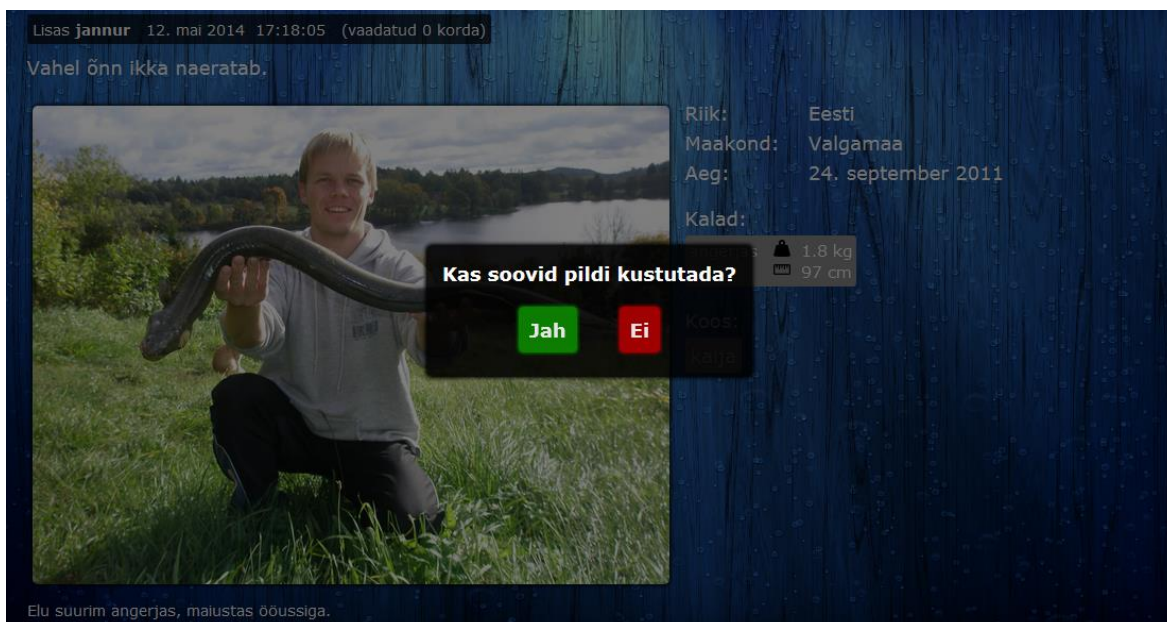 Lisas jannur 12. mai 2014 17:18:05 (vaadatud 0 korda)
Vahel õnn ikka naeratab.
Riik: Eesti
Maakond: Valgamaa
Aeg: 24. september 2011
Kalad:
angerjas 1.8 kg
97 cm
Kas soovid pildi kustutada?
Jah Ei
Koos:
kaija
Elu suurim angerjas, maiustas ööussiga.